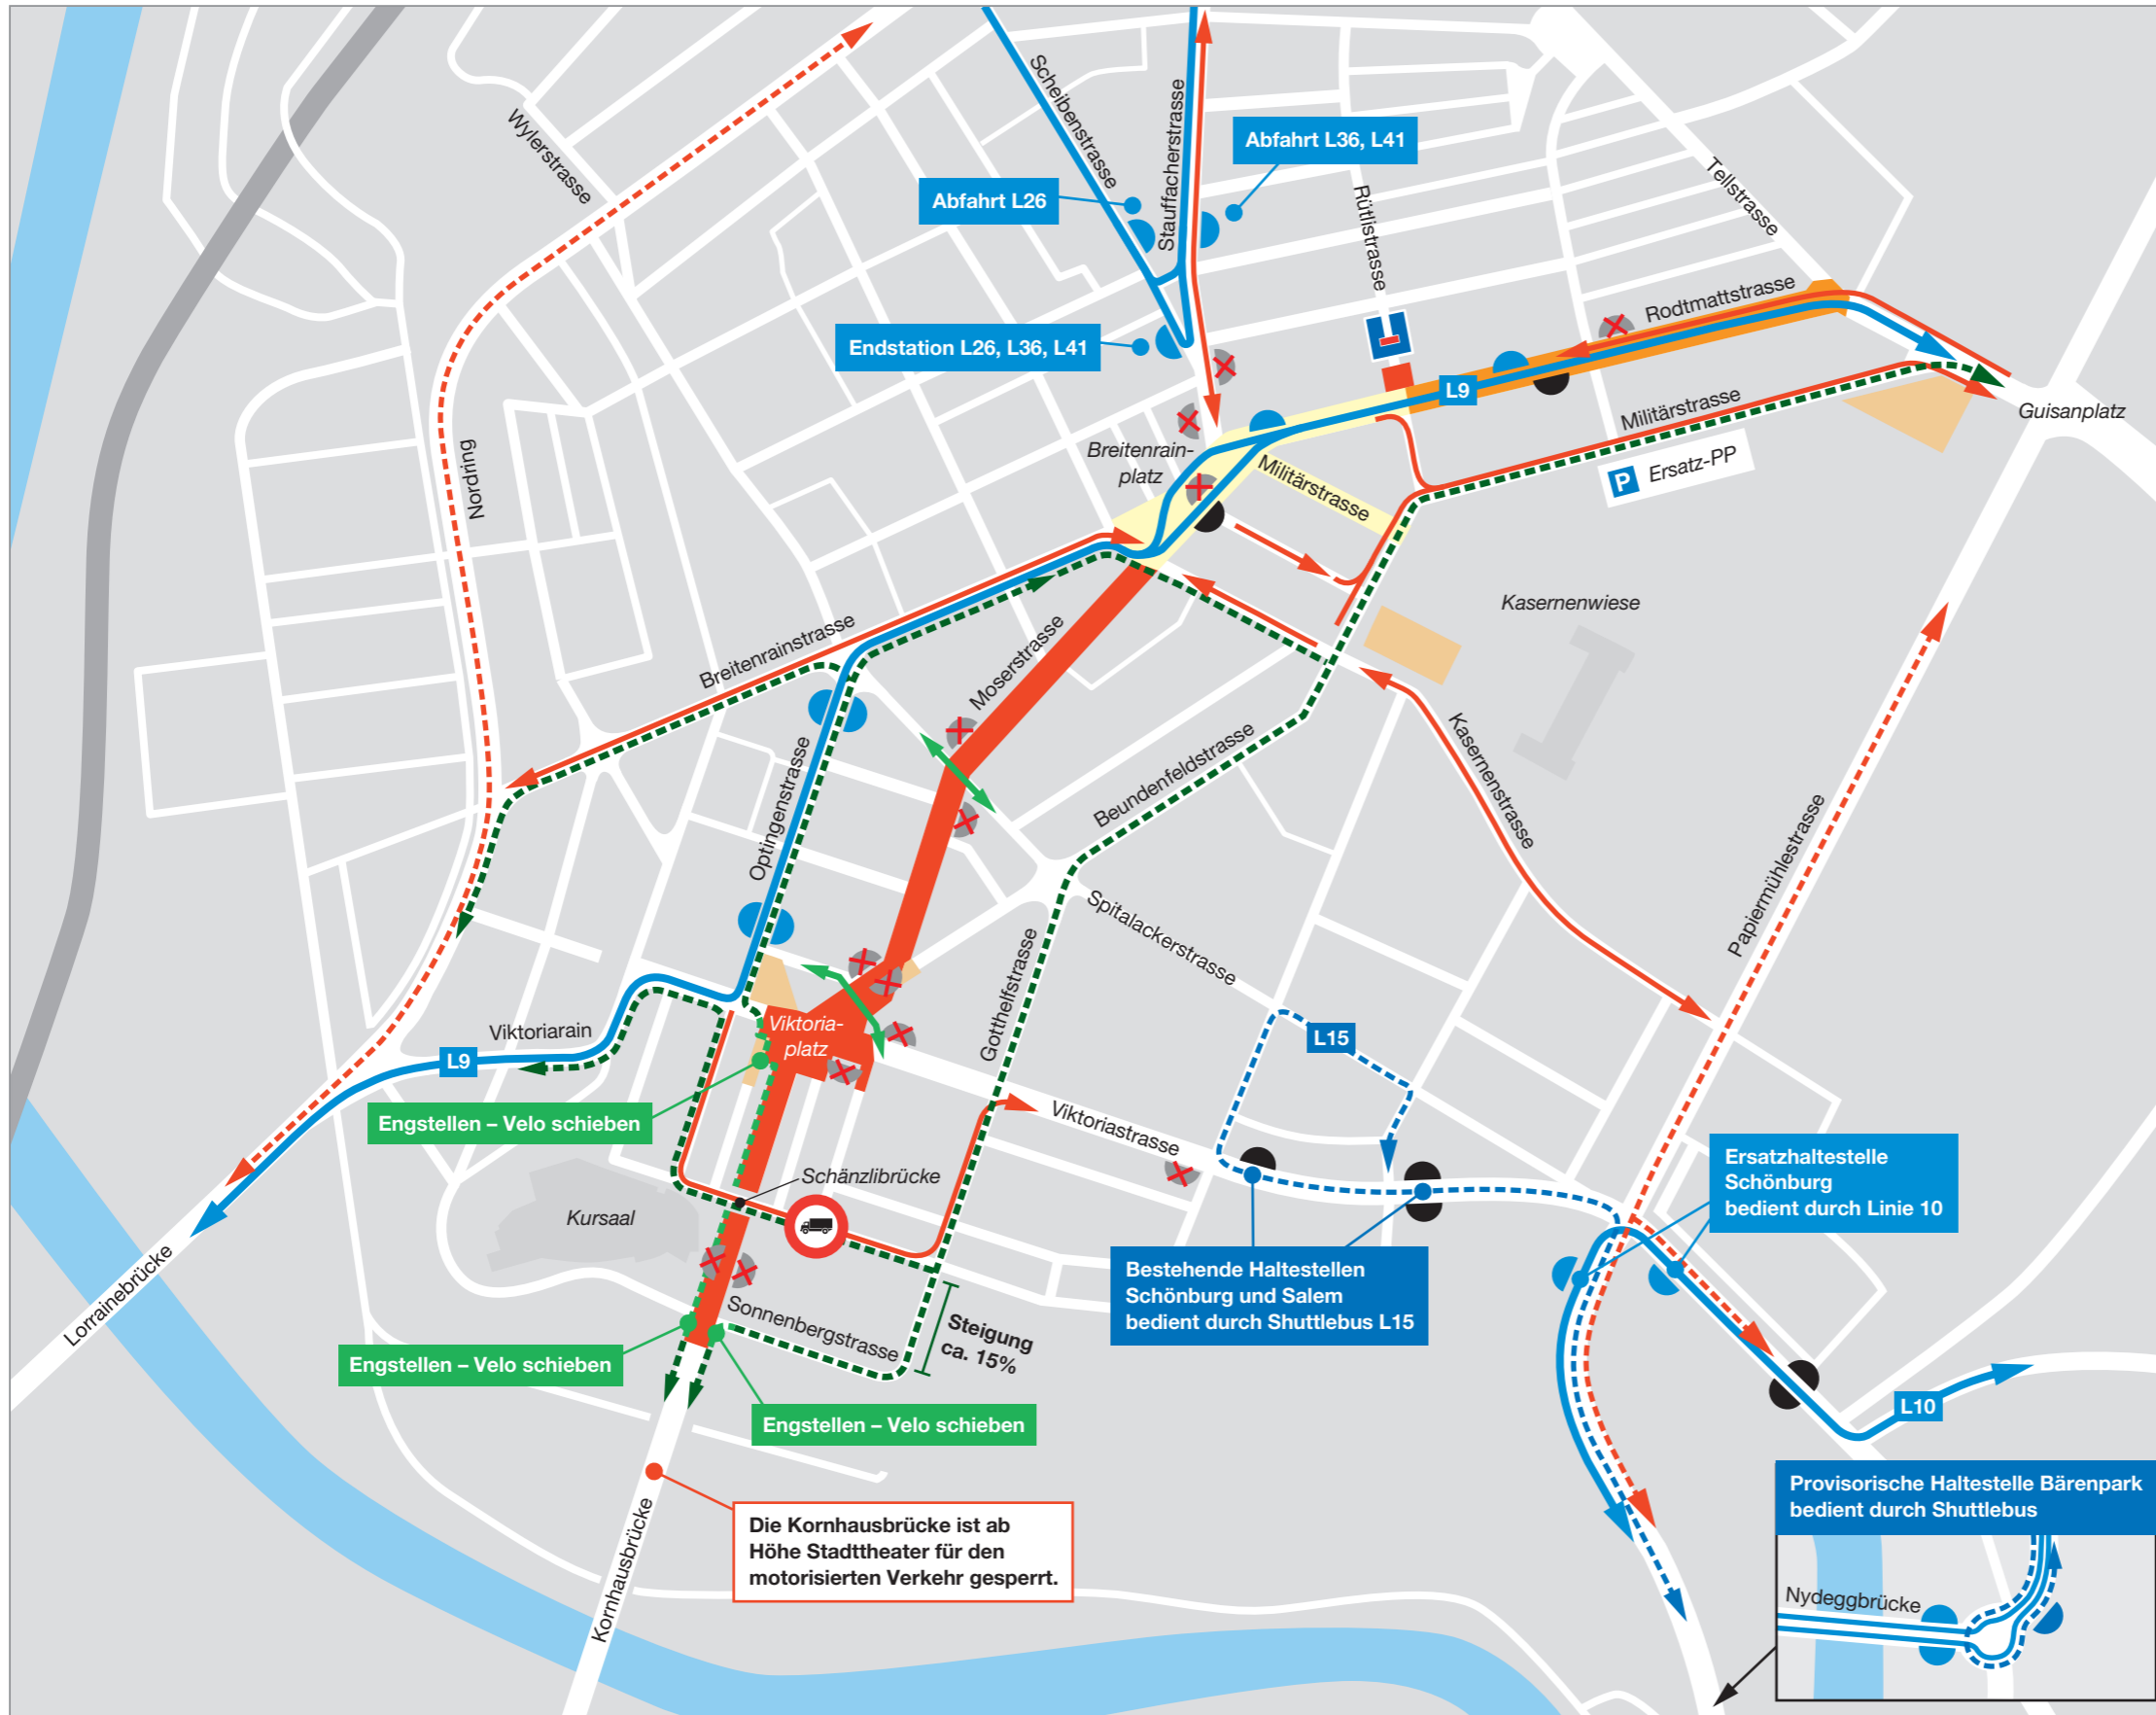 Scheibenstrasse
Stauffacherstrasse
Abfahrt L36, L41
Abfahrt L26
Wylerstrasse
Rütlistrasse
Tellstrasse
Endstation L26, L36, L41
Rodtmattstrasse
L9
Militärstrasse
Guisanplatz
P Ersatz-PP
Breitenrain-
platz
Militärstrasse
Nordring
Kasernenwiese
Breitenrainstrasse
Moserstrasse
Kasernenstrasse
Optingenstrasse
Beundenfeldstrasse
Papiermühlestrasse
Spitalackerstrasse
Gotthelfstrasse
Viktoria-
platz
Viktoriarain
L9
L15
Engstellen – Velo schieben
Viktoriastrasse
Schänzlibrücke
Kursaal
Ersatzhaltestelle
Schönburg
bedient durch Linie 10
Bestehende Haltestellen
Schönburg und Salem
bedient durch Shuttlebus L15
Lorrainebrücke
Sonnenbergstrasse
Steigung
ca. 15%
Engstellen – Velo schieben
Engstellen – Velo schieben
L10
Die Kornhausbrücke ist ab
Höhe Stadttheater für den
motorisierten Verkehr gesperrt.
Kornhausbrücke
Provisorische Haltestelle Bärenpark
bedient durch Shuttlebus
Nydeggbrücke